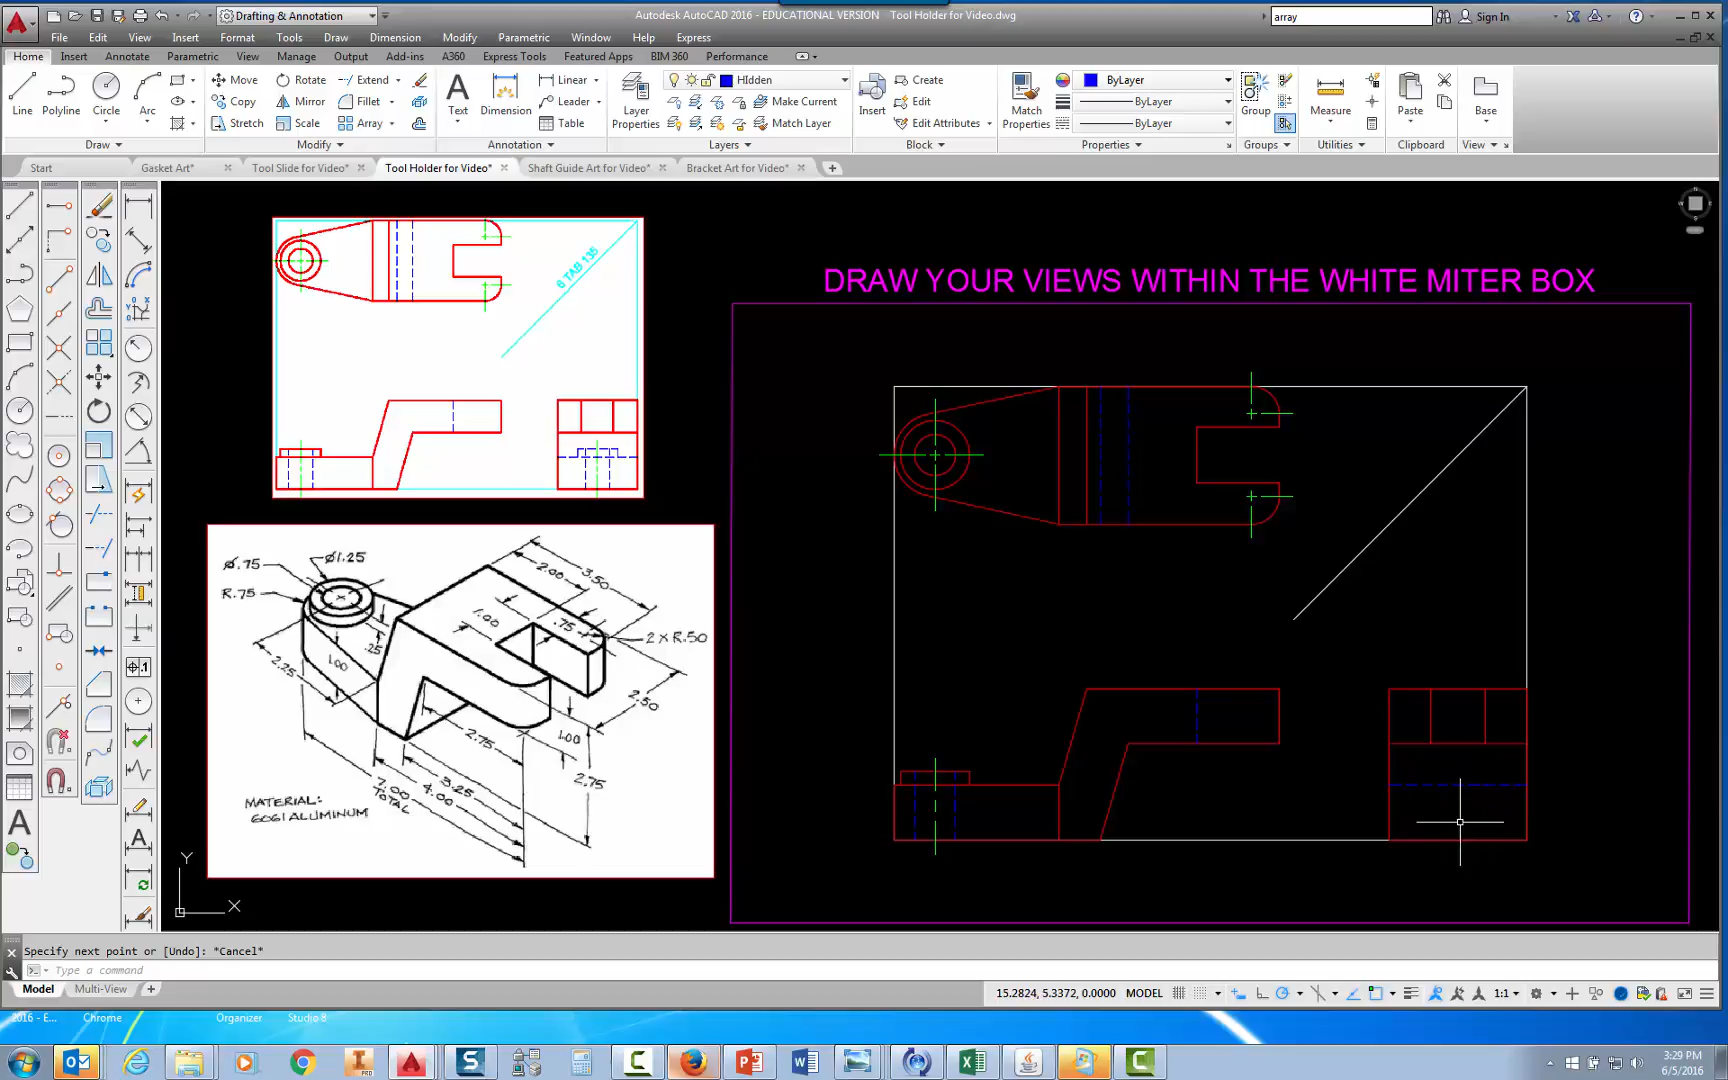 Drafting & Annotation
Autodesk AutoCAD 2016 - EDUCATIONAL VERSION Tool Holder for Video.dwg
array
Sign In
File Edit View Insert Format Tools Draw Dimension Modify Parametric Window Help Express
Home Insert Annotate Parametric View Manage Output Add-ins A360 Express Tools Featured Apps BIM 360 Performance
Line Polyline Circle Arc
Move Rotate Extend
Copy Mirror Fillet
Stretch Scale Array
Text Dimension
Linear
Leader
Table
Layer Properties
HIdden
Make Current
Match Layer
Insert
Create
Edit
Edit Attributes
Match Properties
ByLayer
ByLayer
ByLayer
Group
Measure
Paste
Base
Draw Modify Annotation Layers Block Properties Groups Utilities Clipboard View
Start Gasket Art* Tool Slide for Video* Tool Holder for Video* Shaft Guide Art for Video* Bracket Art for Video*
6 TAB 135
DRAW YOUR VIEWS WITHIN THE WHITE MITER BOX
Ø.75
Ø1.25
R.75
3.50
2.00
1.00
.75
2 X R.50
.25
1.00
2.25
2.50
1.00
2.75
2.75
3.25
4.00
7.00
TOTAL
MATERIAL:
6061 ALUMINUM
Y
X
Specify next point or [Undo]: *Cancel*
Type a command
Model Multi-View
15.2824, 5.3372, 0.0000 MODEL
1:1
2016 - E... Chrome Organizer Studio 8
3:29 PM
6/5/2016